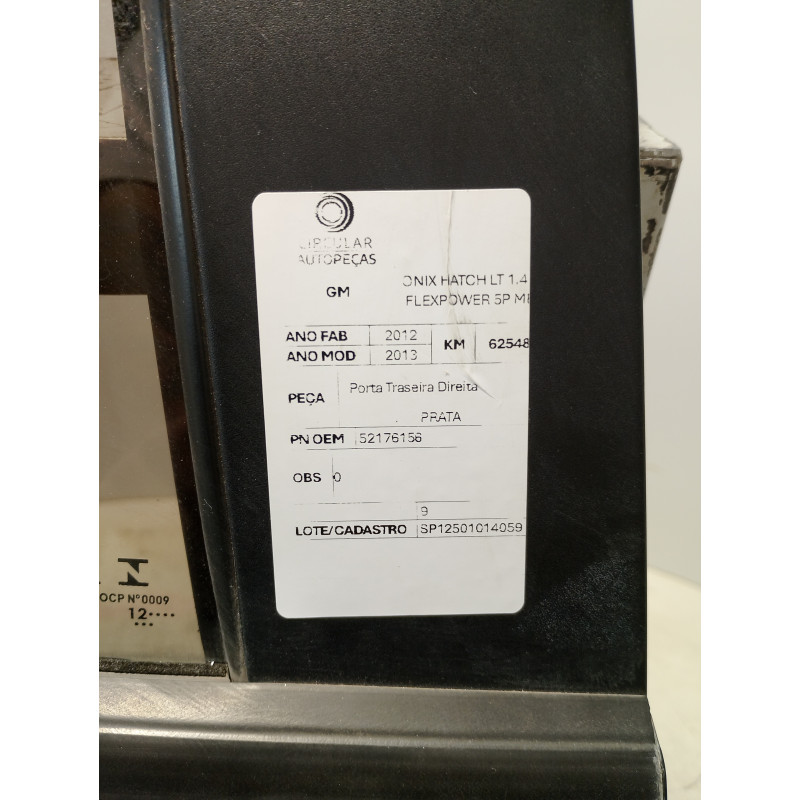 CIRCULAR
AUTOPEÇAS
GM
ONIX HATCH LT 1.4
FLEXPOWER 5P
ANO FAB 2012
ANO MOD 2013
KM 62548
PEÇA Porta Traseira Direita
PRATA
PN OEM 52176156
OBS 0
9
LOTE/CADASTRO SP12501014059
N
OCP Nº0009
12••••
•••